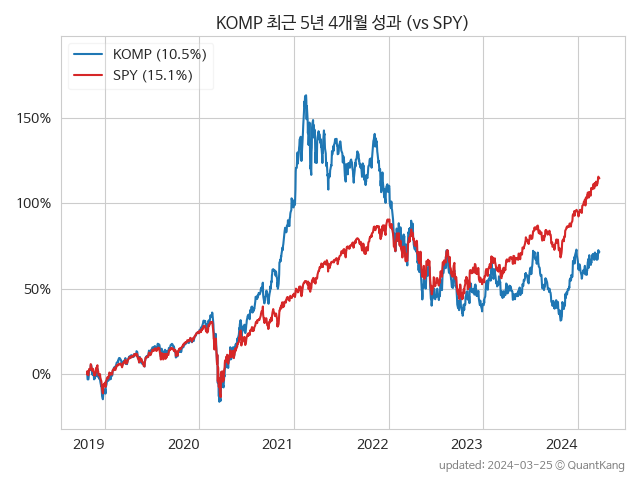 KOMP 최근 5년 4개월 성과 (vs SPY)
KOMP (10.5%)
SPY (15.1%)
150%
100%
50%
0%
2019 2020 2021 2022 2023 2024
updated: 2024-03-25 © QuantKang